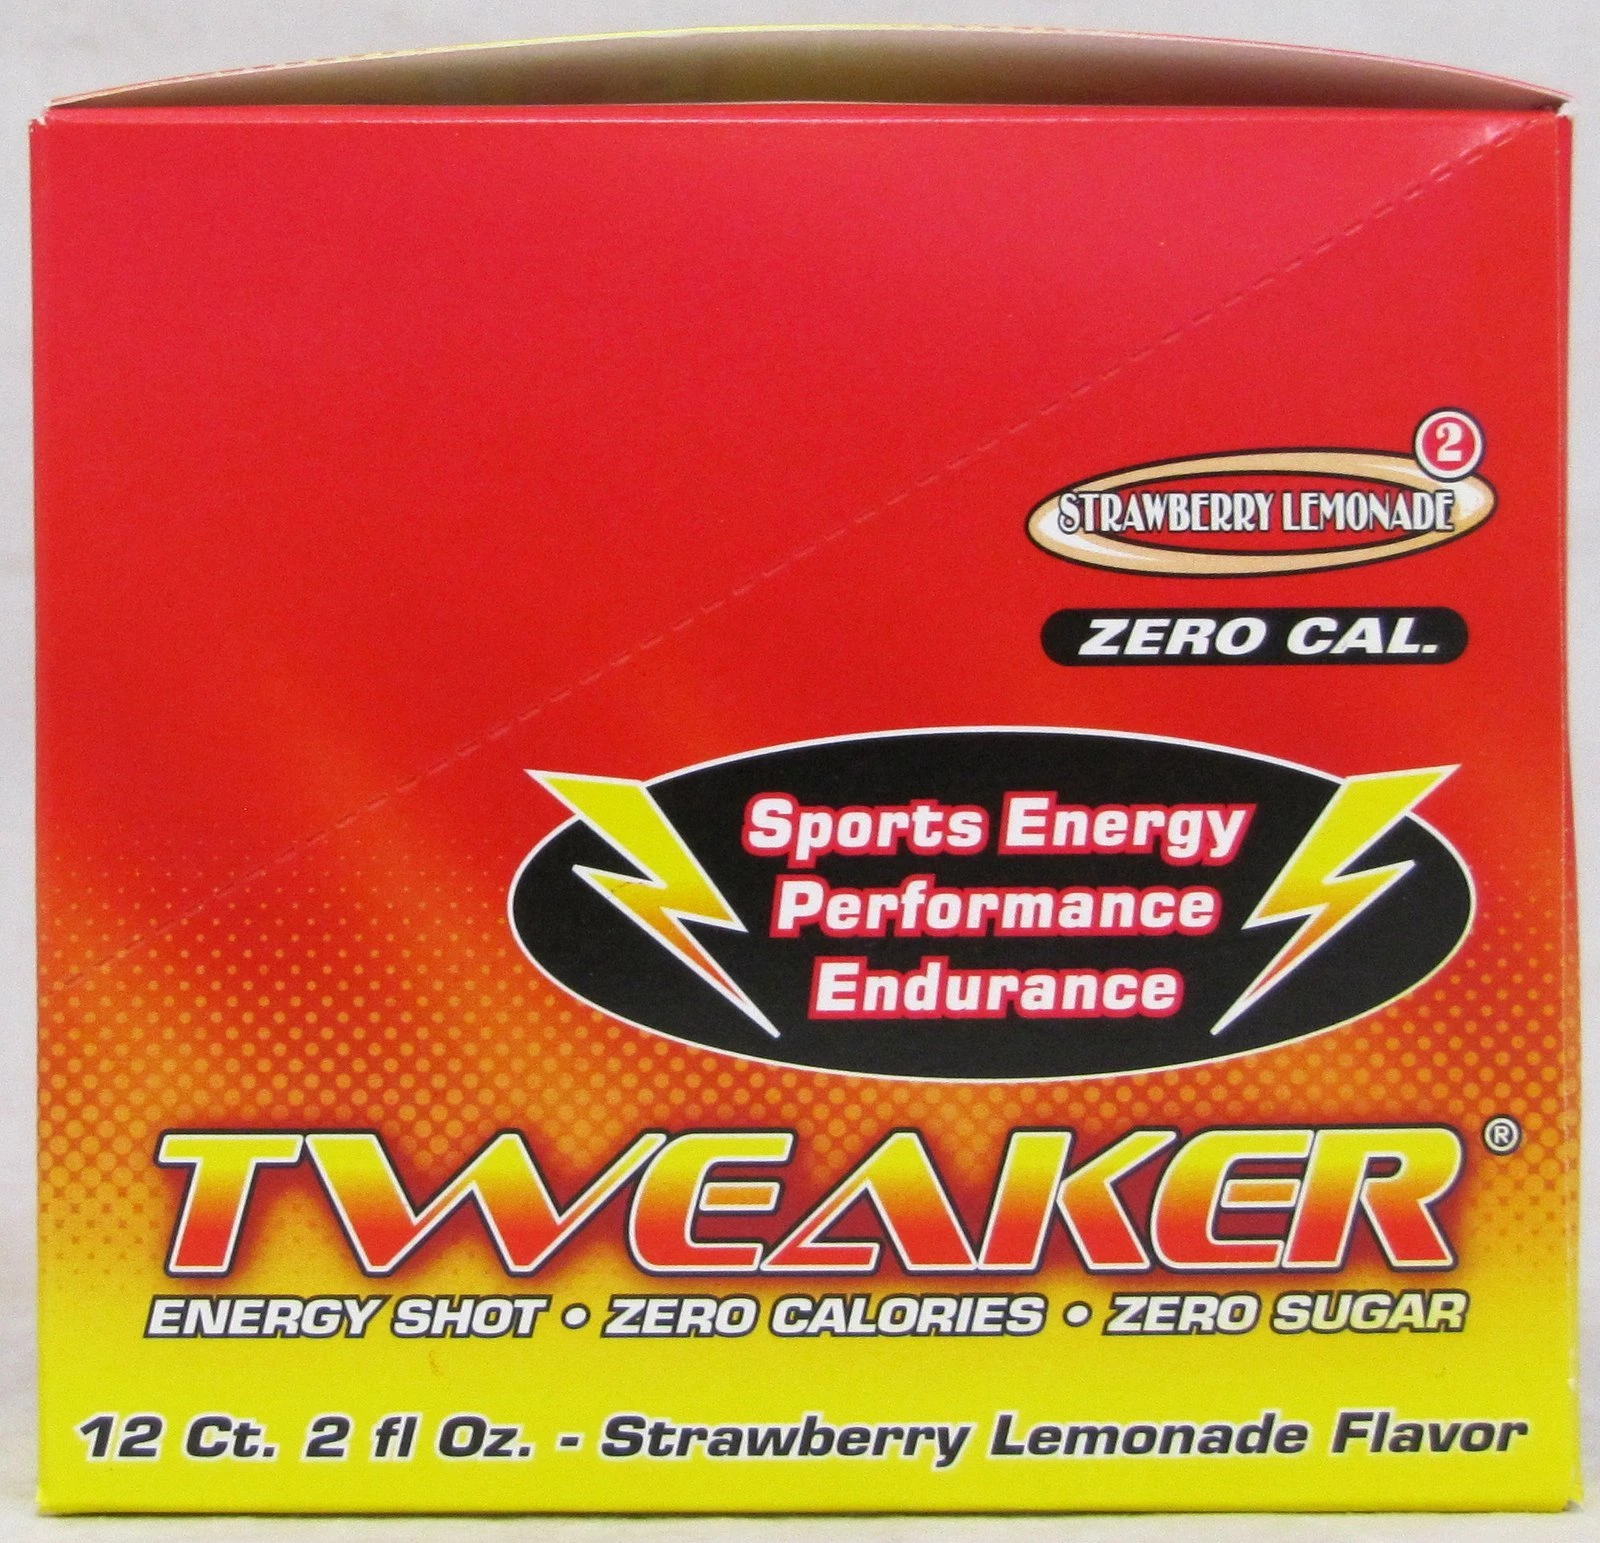 2
STRAWBERRY LEMONADE
ZERO CAL.
Sports Energy
Performance
Endurance
TWEAKER®
ENERGY SHOT • ZERO CALORIES • ZERO SUGAR
12 Ct. 2 fl Oz. - Strawberry Lemonade Flavor